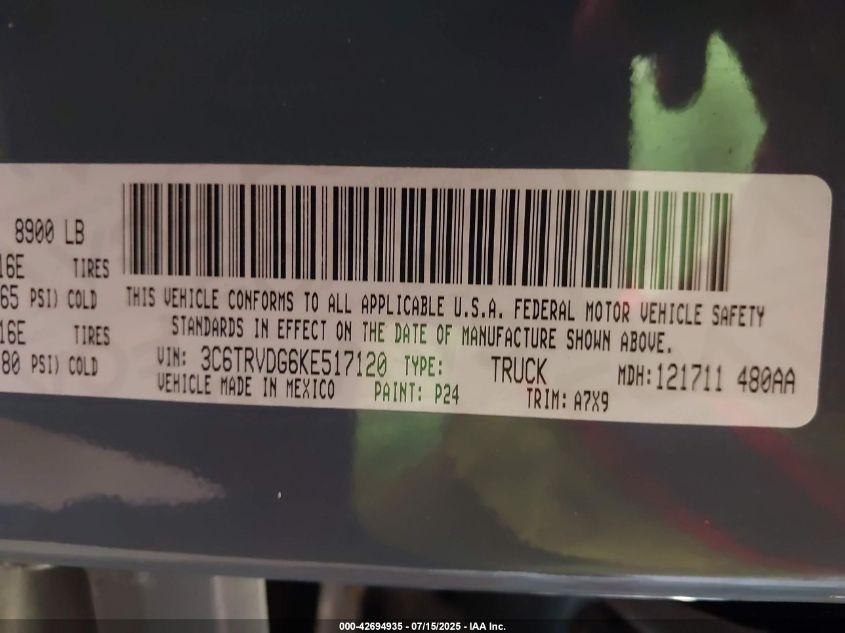 8900 LB
16E TIRES
65 PSI) COLD
16E TIRES
80 PSI) COLD
THIS VEHICLE CONFORMS TO ALL APPLICABLE U.S.A. FEDERAL MOTOR VEHICLE SAFETY
STANDARDS IN EFFECT ON THE DATE OF MANUFACTURE SHOWN ABOVE.
VIN: 3C6TRVDG6KE517120 TYPE: TRUCK MDH: 121711 480AA
VEHICLE MADE IN MEXICO PAINT: P24 TRIM: A7X9
000-42694935 - 07/15/2025 - IAA Inc.